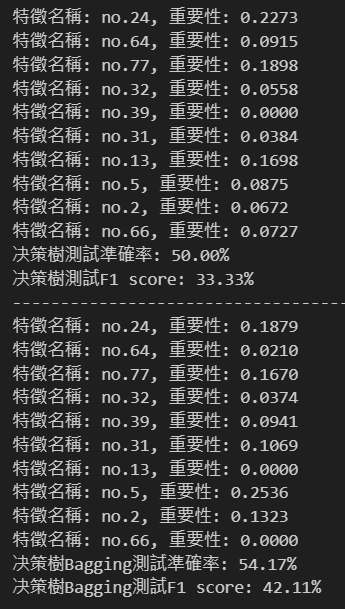 特徵名稱: no.24, 重要性: 0.2273
特徵名稱: no.64, 重要性: 0.0915
特徵名稱: no.77, 重要性: 0.1898
特徵名稱: no.32, 重要性: 0.0558
特徵名稱: no.39, 重要性: 0.0000
特徵名稱: no.31, 重要性: 0.0384
特徵名稱: no.13, 重要性: 0.1698
特徵名稱: no.5, 重要性: 0.0875
特徵名稱: no.2, 重要性: 0.0672
特徵名稱: no.66, 重要性: 0.0727
决策樹測試準確率: 50.00%
决策樹測試F1 score: 33.33%
-----------------------------------
特徵名稱: no.24, 重要性: 0.1879
特徵名稱: no.64, 重要性: 0.0210
特徵名稱: no.77, 重要性: 0.1670
特徵名稱: no.32, 重要性: 0.0374
特徵名稱: no.39, 重要性: 0.0941
特徵名稱: no.31, 重要性: 0.1069
特徵名稱: no.13, 重要性: 0.0000
特徵名稱: no.5, 重要性: 0.2536
特徵名稱: no.2, 重要性: 0.1323
特徵名稱: no.66, 重要性: 0.0000
决策樹Bagging測試準確率: 54.17%
决策樹Bagging測試F1 score: 42.11%